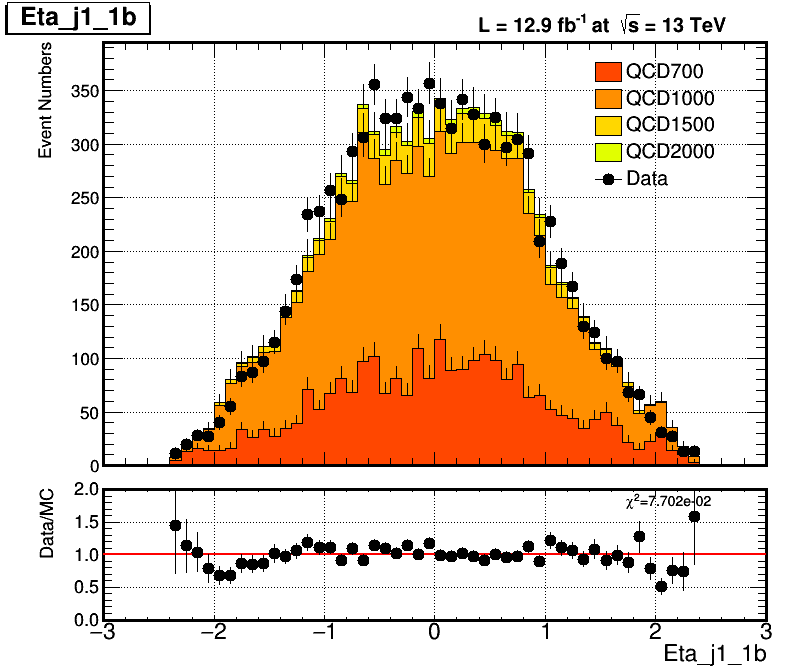 Eta_j1_1b
L = 12.9 fb⁻¹ at √s = 13 TeV
Event Numbers
350
300
250
200
150
100
50
0
QCD700
QCD1000
QCD1500
QCD2000
Data
Data/MC
2.0
1.5
1.0
0.5
0.0
χ²=7.702e-02
−3 −2 −1 0 1 2 3
Eta_j1_1b